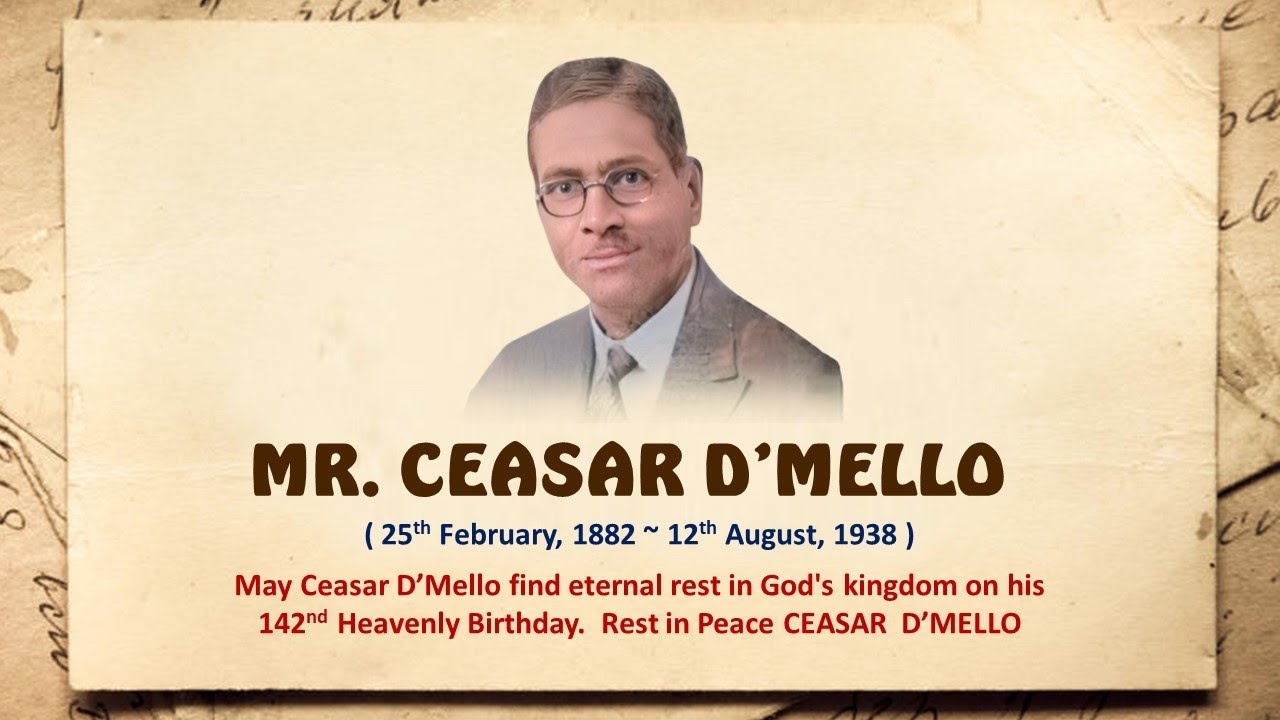 MR. CEASAR D’MELLO
( 25th February, 1882 ~ 12th August, 1938 )
May Ceasar D’Mello find eternal rest in God's kingdom on his
142nd Heavenly Birthday. Rest in Peace CEASAR D’MELLO